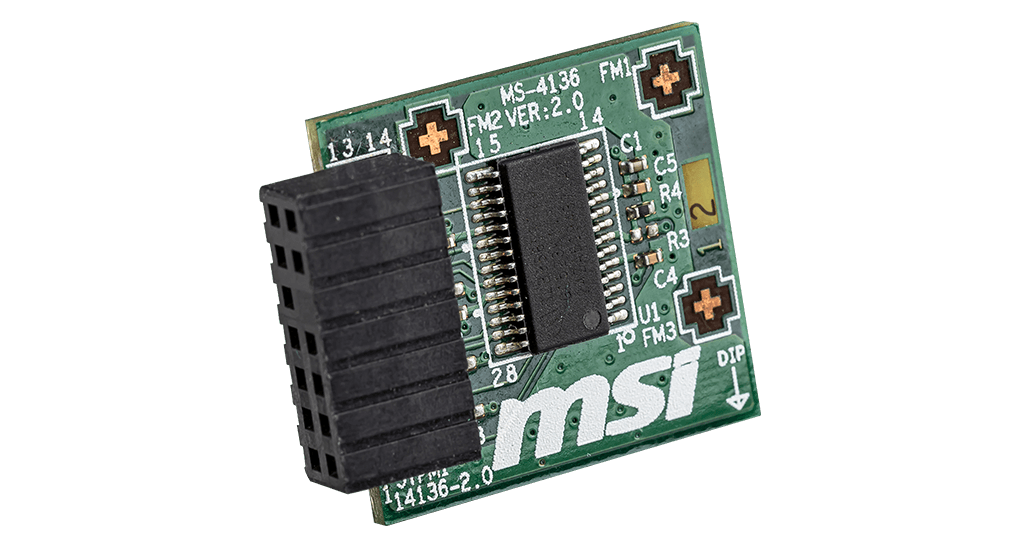 MS-4136
VER:2.0
FM1
FM2
13 14
15
14
C1
C5
R4
2
1
R3
C4
U1
1
FM3
28
DIP
msi
14136-2.0